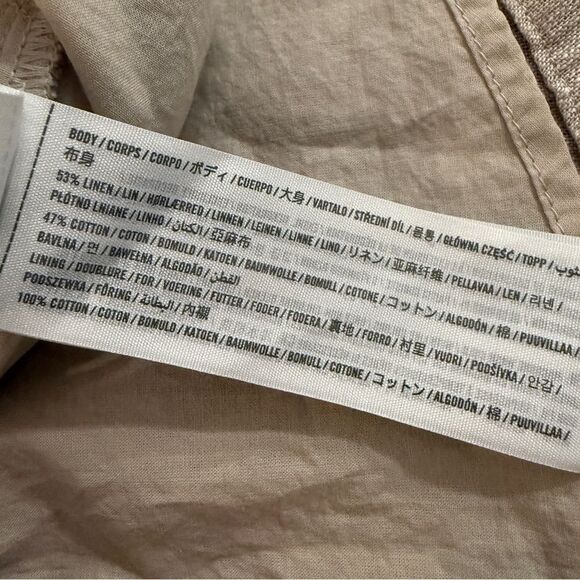 BODY / CORPS / CORPO / ボディ / CUERPO / 大身 / VARTALO / STŘEDNÍ DÍL / 몸통 / GŁÓWNA CZĘŚĆ / TOPP /
布身
53% LINEN / LIN / HØRLÆRRED / LINNEN / LEINEN / LINNE / LINO / リネン / 亚麻纤维 / PELLAVAA / LEN / 리넨 /
PŁÓTNO LNIANE / LINHO / الكتان / 亞麻布
47% COTTON / COTON / BOMULD / KATOEN / BAUMWOLLE / BOMULL / COTONE / コットン / ALGODÓN / 棉 / PUUVILLAA /
BAVLNA / 면 / BAWEŁNA / ALGODÃO / القطن
LINING / DOUBLURE / FOR / VOERING / FUTTER / FODER / FODERA / 裏地 / FORRO / 村里 / VUORI / PODŠÍVKA / 안감 /
PODSZEWKA / FÔRING / البطانة / 内襯
100% COTTON / COTON / BOMULD / KATOEN / BAUMWOLLE / BOMULL / COTONE / コットン / ALGODÓN / 棉 / PUUVILLAA /